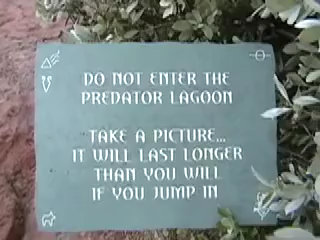 DO NOT ENTER THE
PREDATOR LAGOON
TAKE A PICTURE...
IT WILL LAST LONGER
THAN YOU WILL
IF YOU JUMP IN